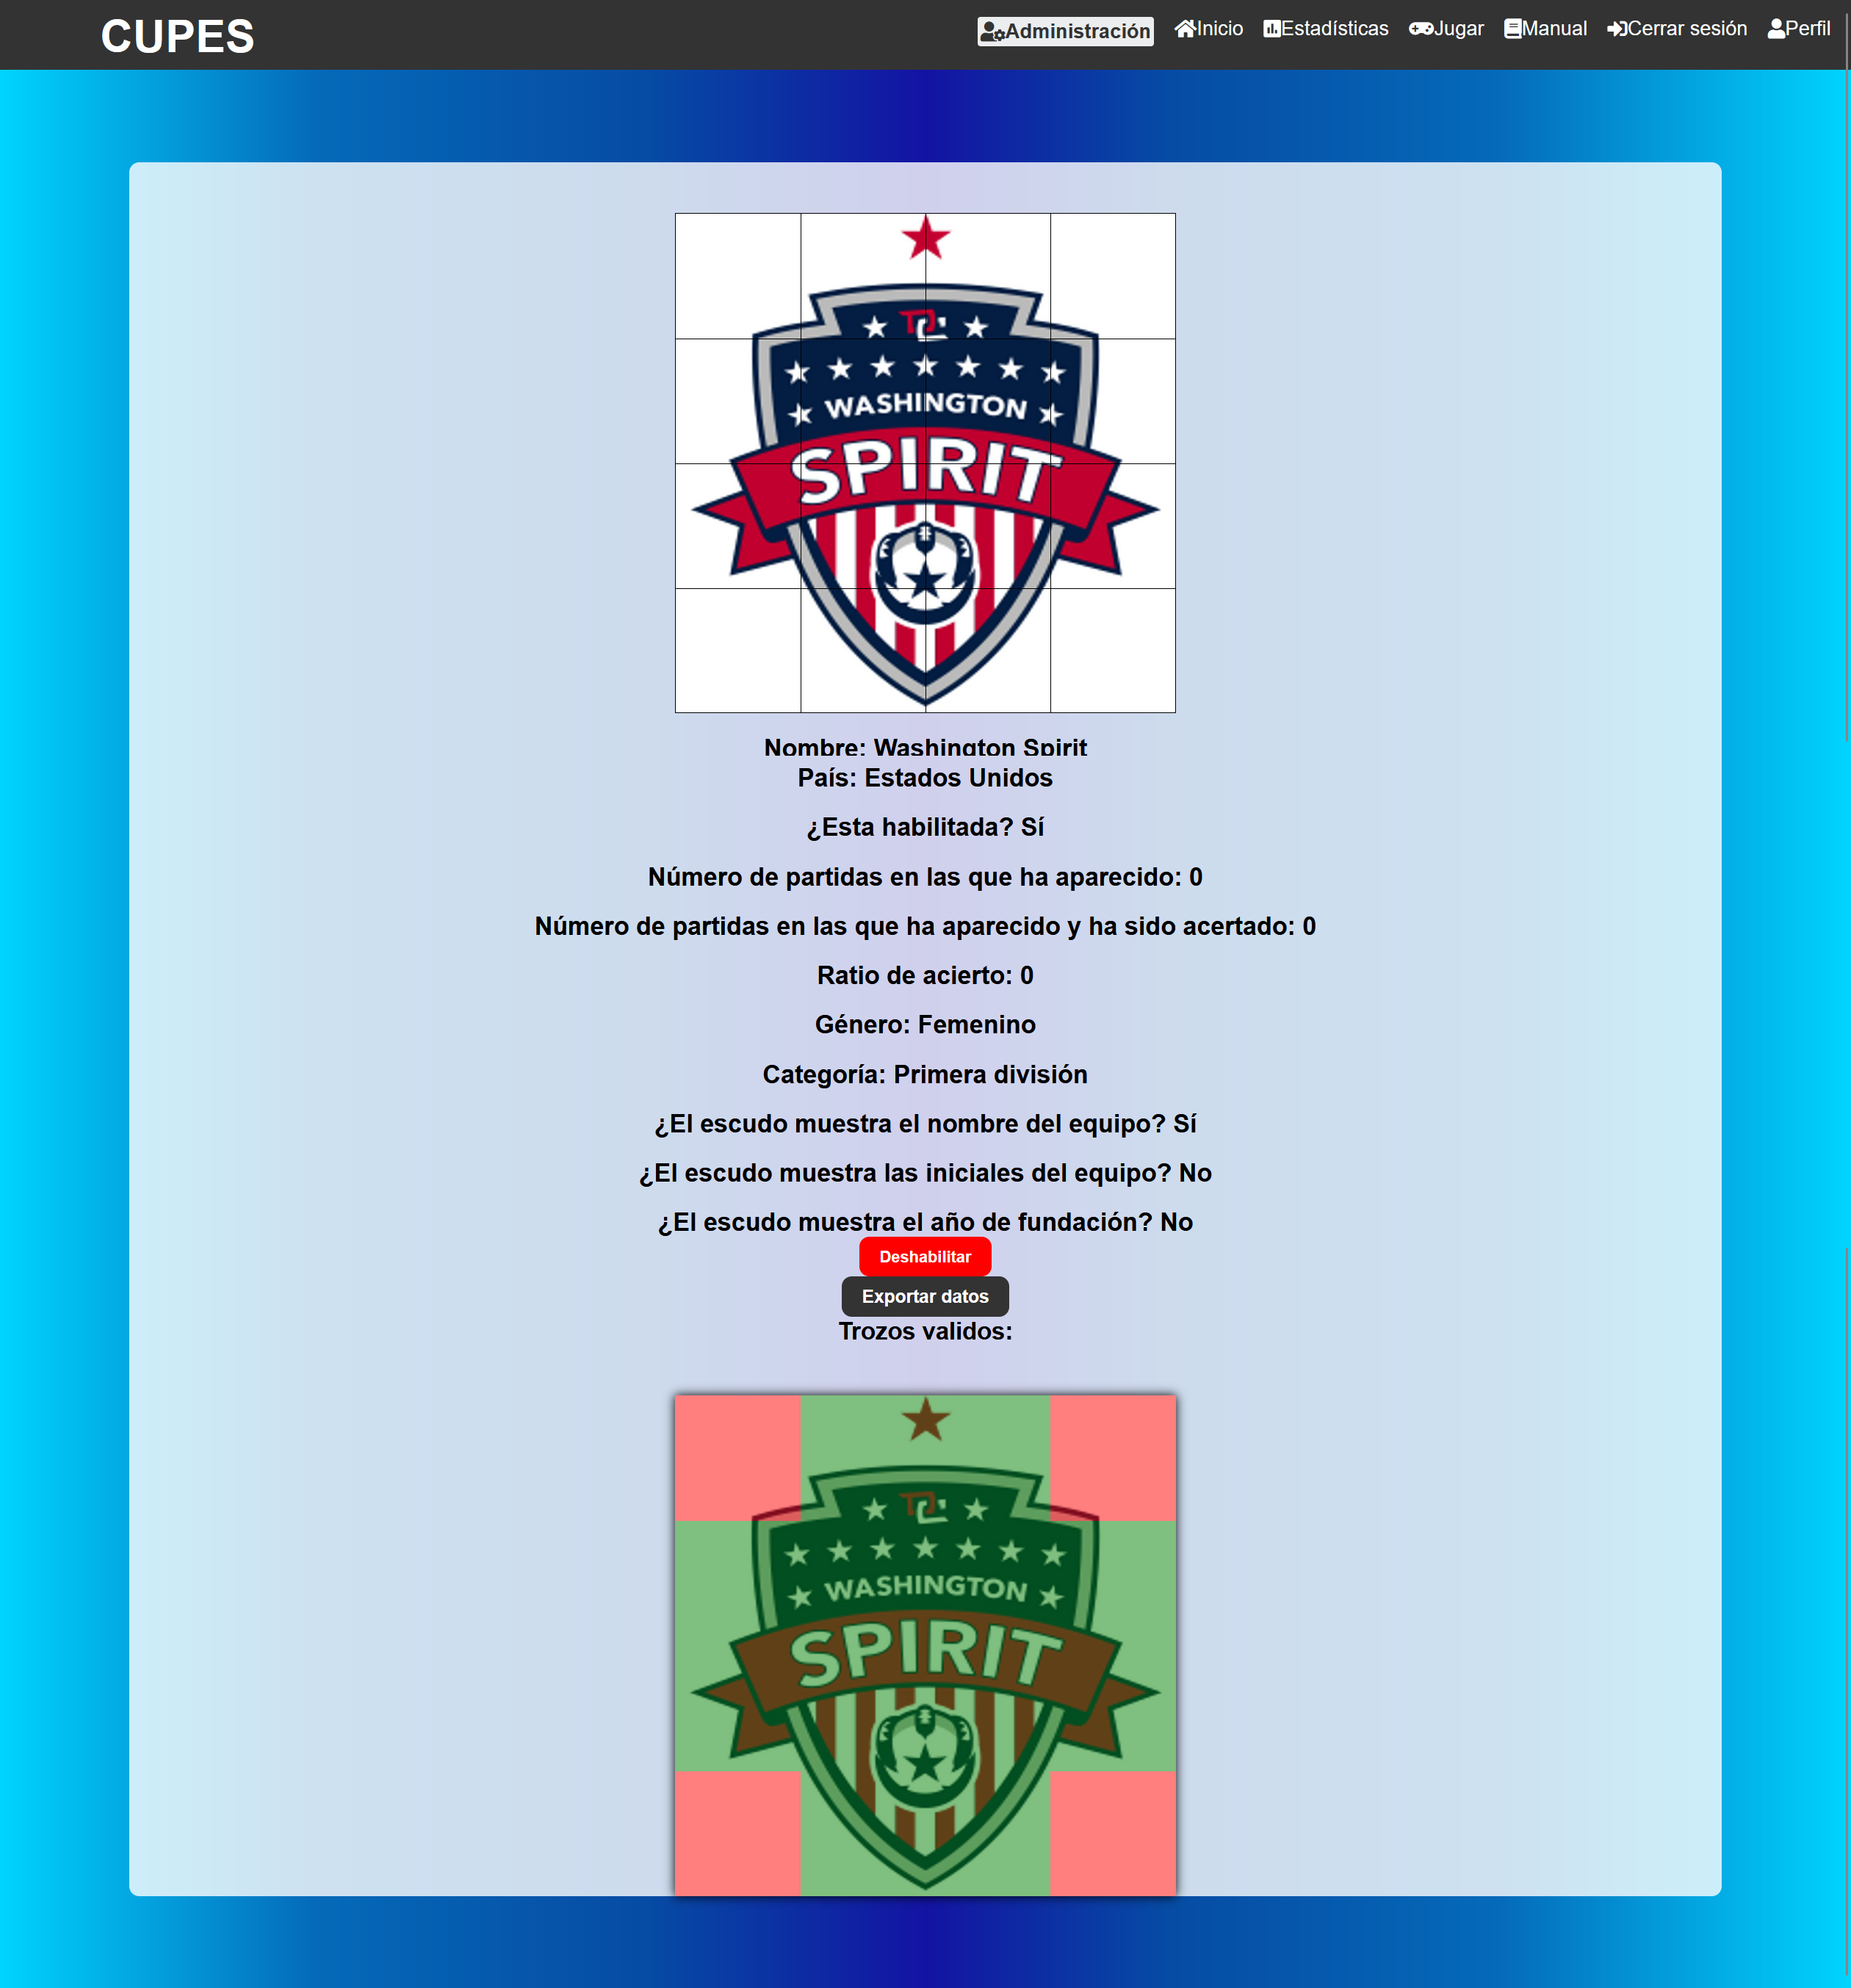 CUPES
Administración Inicio Estadísticas Jugar Manual Cerrar sesión Perfil
DC
WASHINGTON
SPIRIT
Nombre: Washington Spirit
País: Estados Unidos
¿Esta habilitada? Sí
Número de partidas en las que ha aparecido: 0
Número de partidas en las que ha aparecido y ha sido acertado: 0
Ratio de acierto: 0
Género: Femenino
Categoría: Primera división
¿El escudo muestra el nombre del equipo? Sí
¿El escudo muestra las iniciales del equipo? No
¿El escudo muestra el año de fundación? No
Deshabilitar
Exportar datos
Trozos validos:
DC
WASHINGTON
SPIRIT